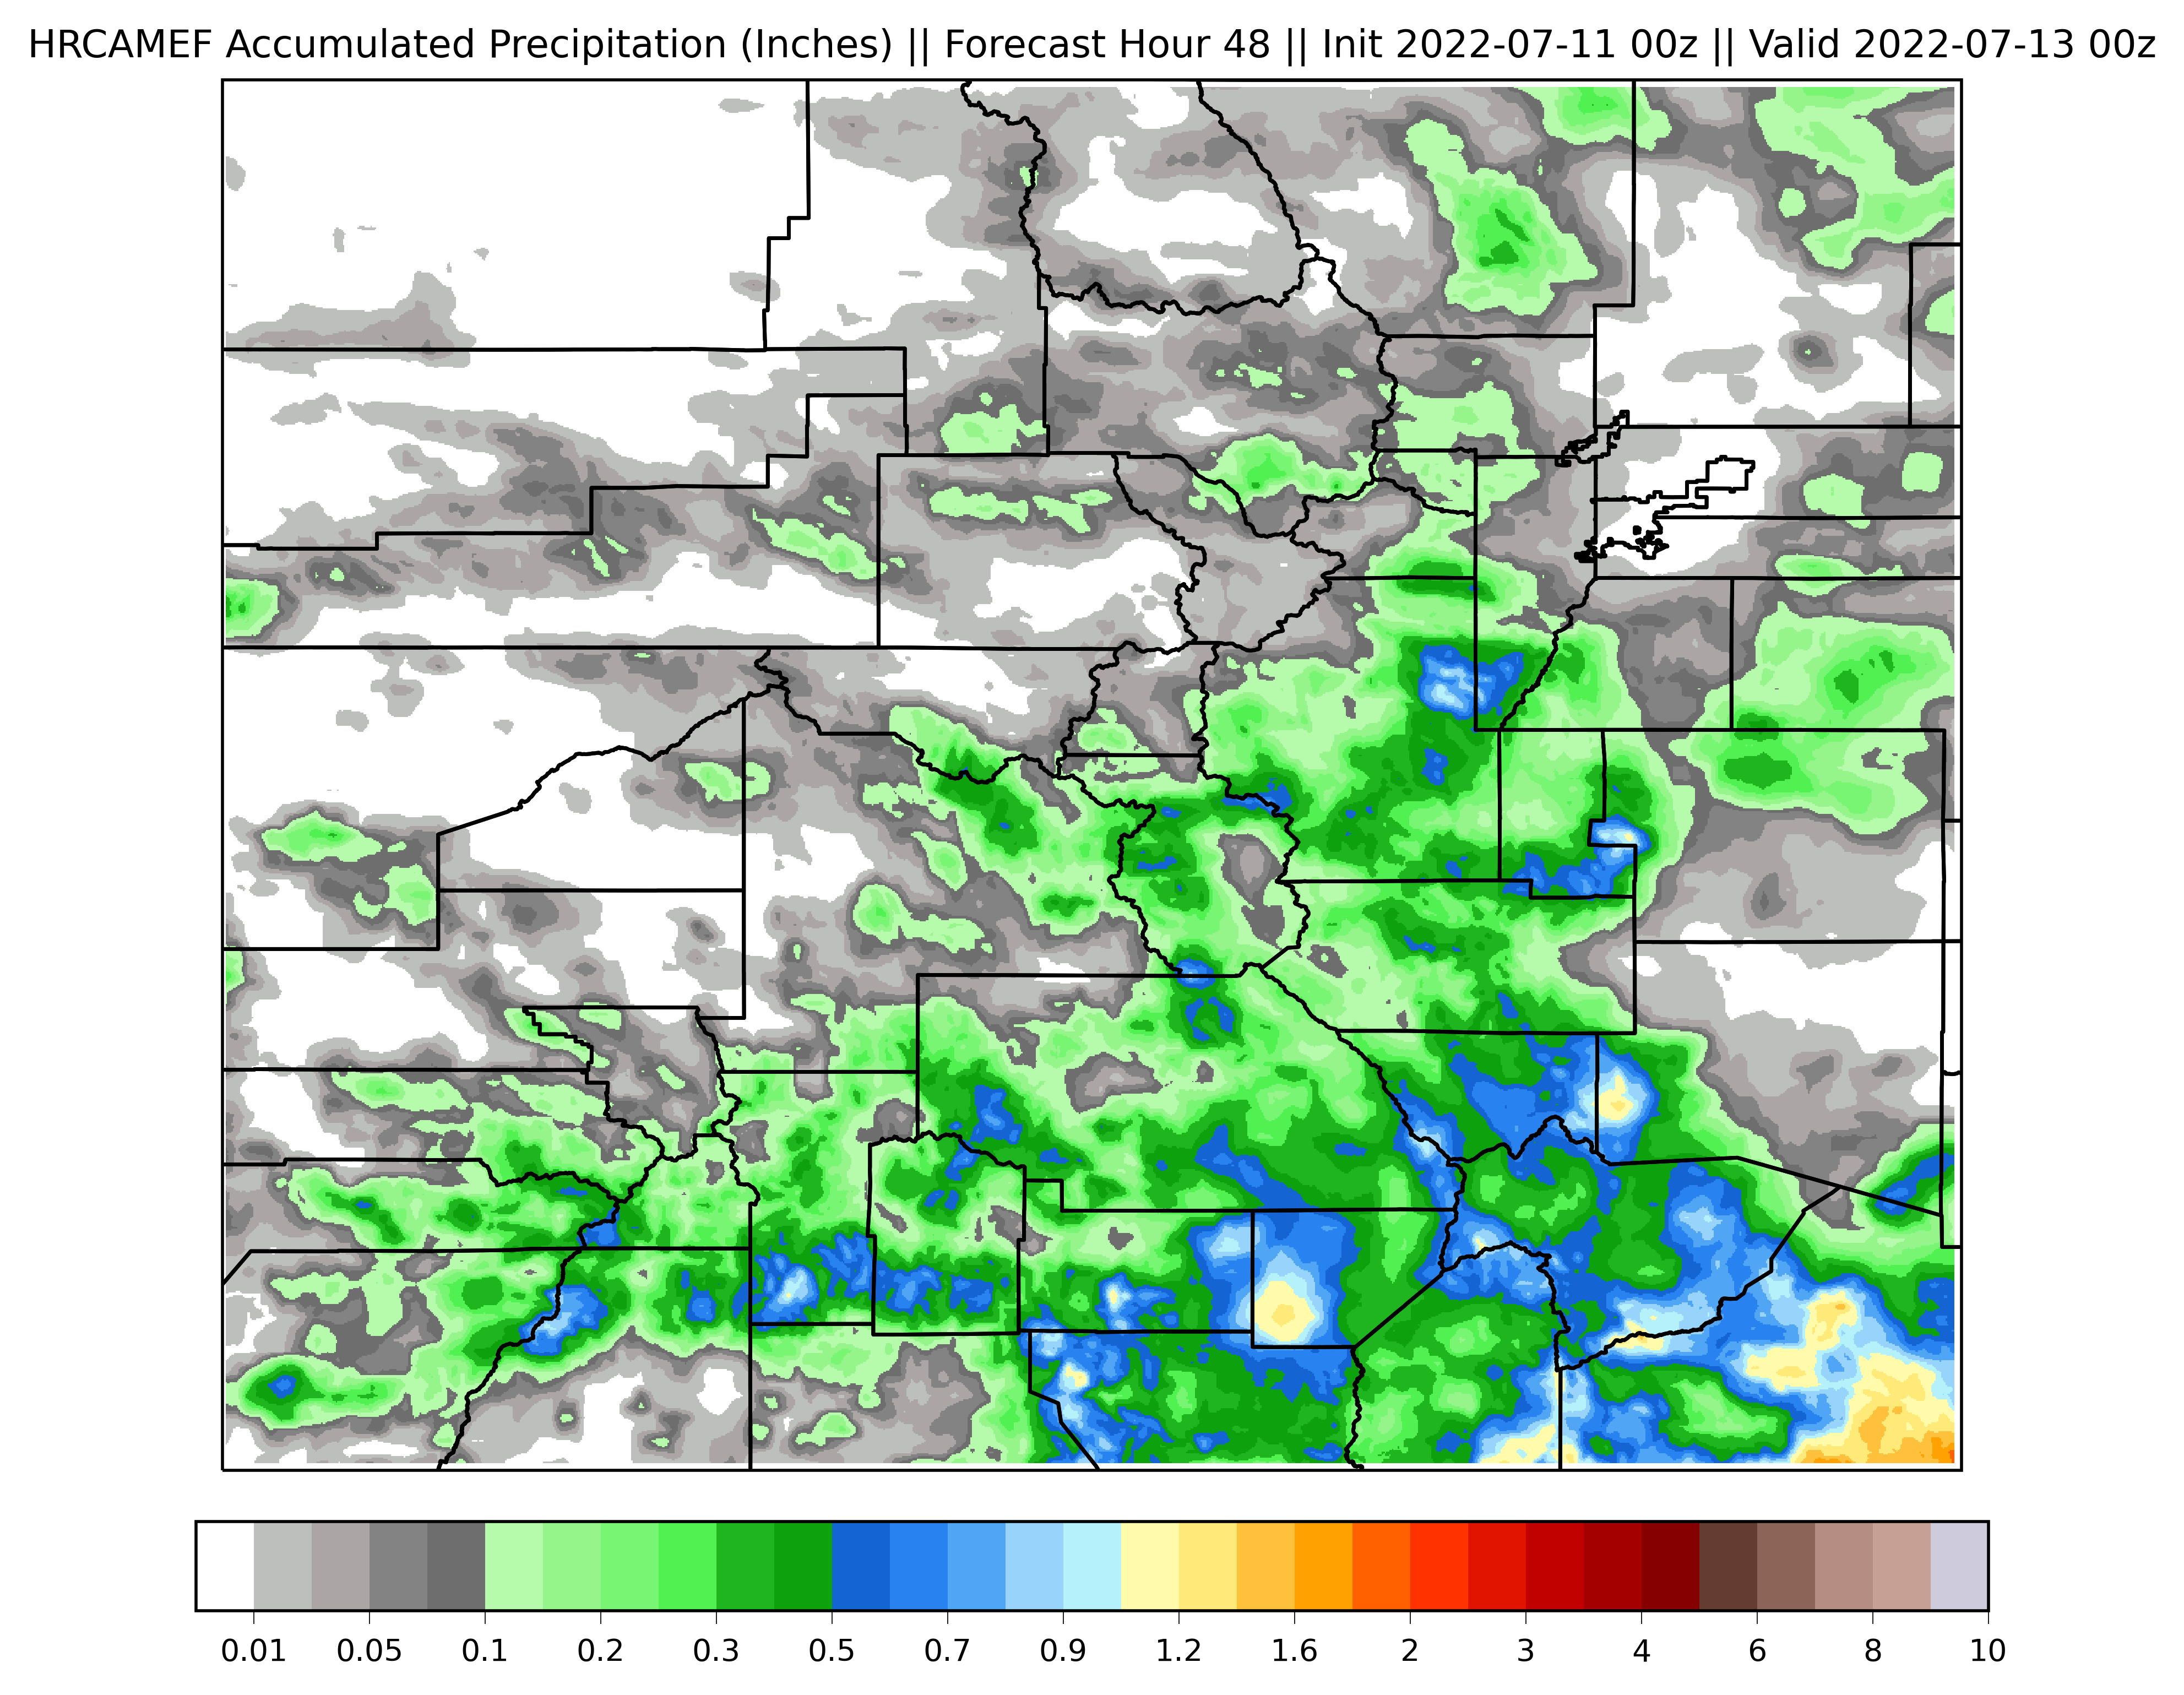 HRCAMEF Accumulated Precipitation (Inches) || Forecast Hour 48 || Init 2022-07-11 00z || Valid 2022-07-13 00z
0.01 0.05 0.1 0.2 0.3 0.5 0.7 0.9 1.2 1.6 2 3 4 6 8 10